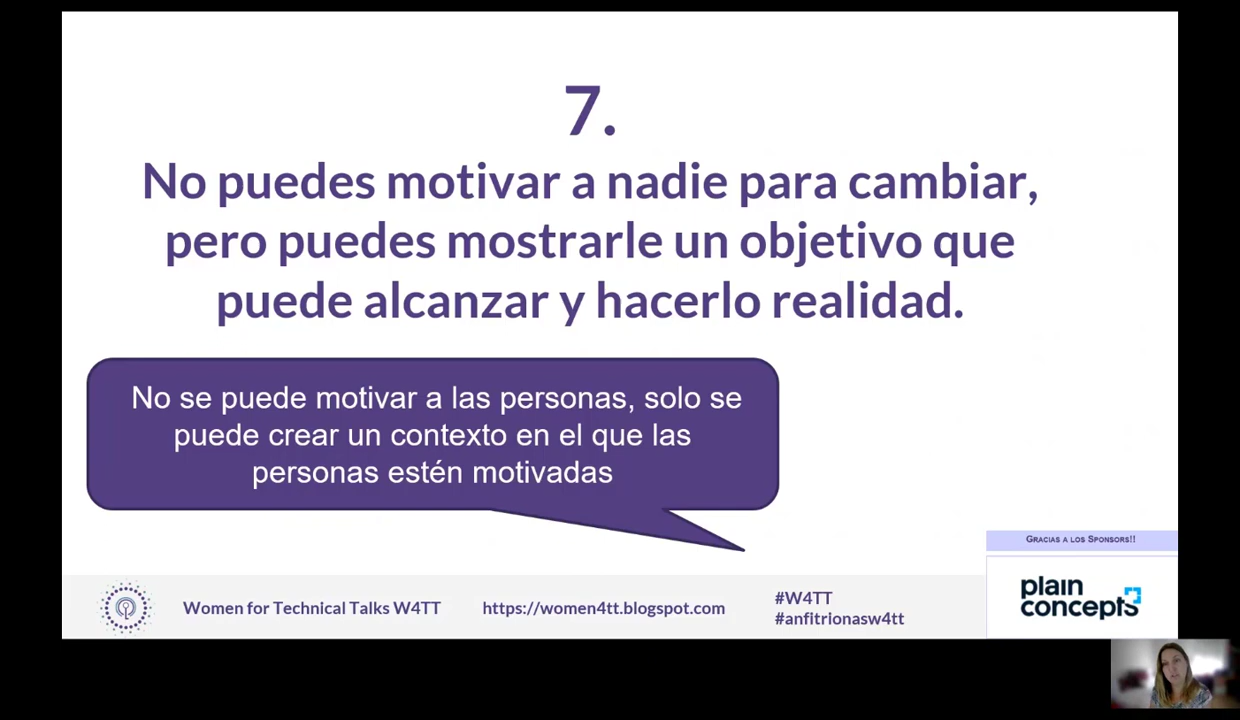 7.
No puedes motivar a nadie para cambiar,
pero puedes mostrarle un objetivo que
puede alcanzar y hacerlo realidad.
No se puede motivar a las personas, solo se
puede crear un contexto en el que las
personas estén motivadas
Gracias a los Sponsors!!
plain
concepts
Women for Technical Talks W4TT
https://women4tt.blogspot.com
#W4TT
#anfitrionasw4tt